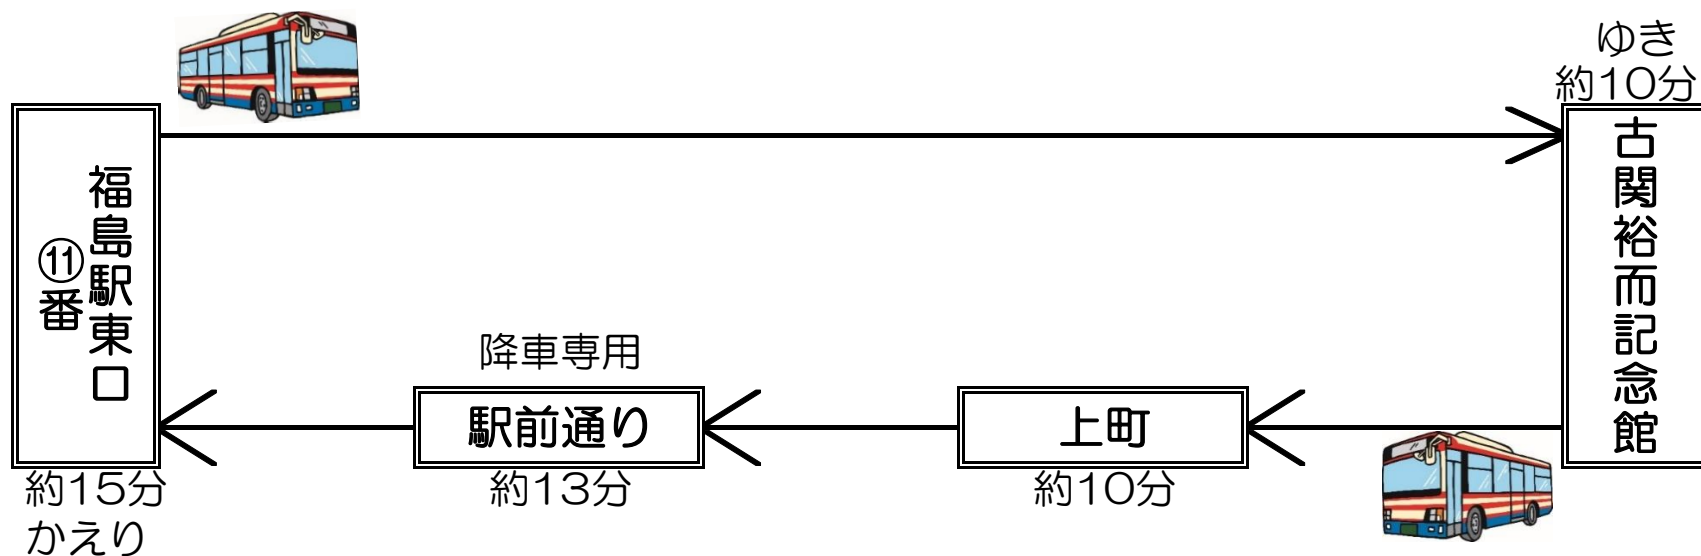 ゆき
約10分
福島駅東口
⑪番
古関裕而記念館
降車専用
駅前通り
上町
約15分
かえり
約13分
約10分